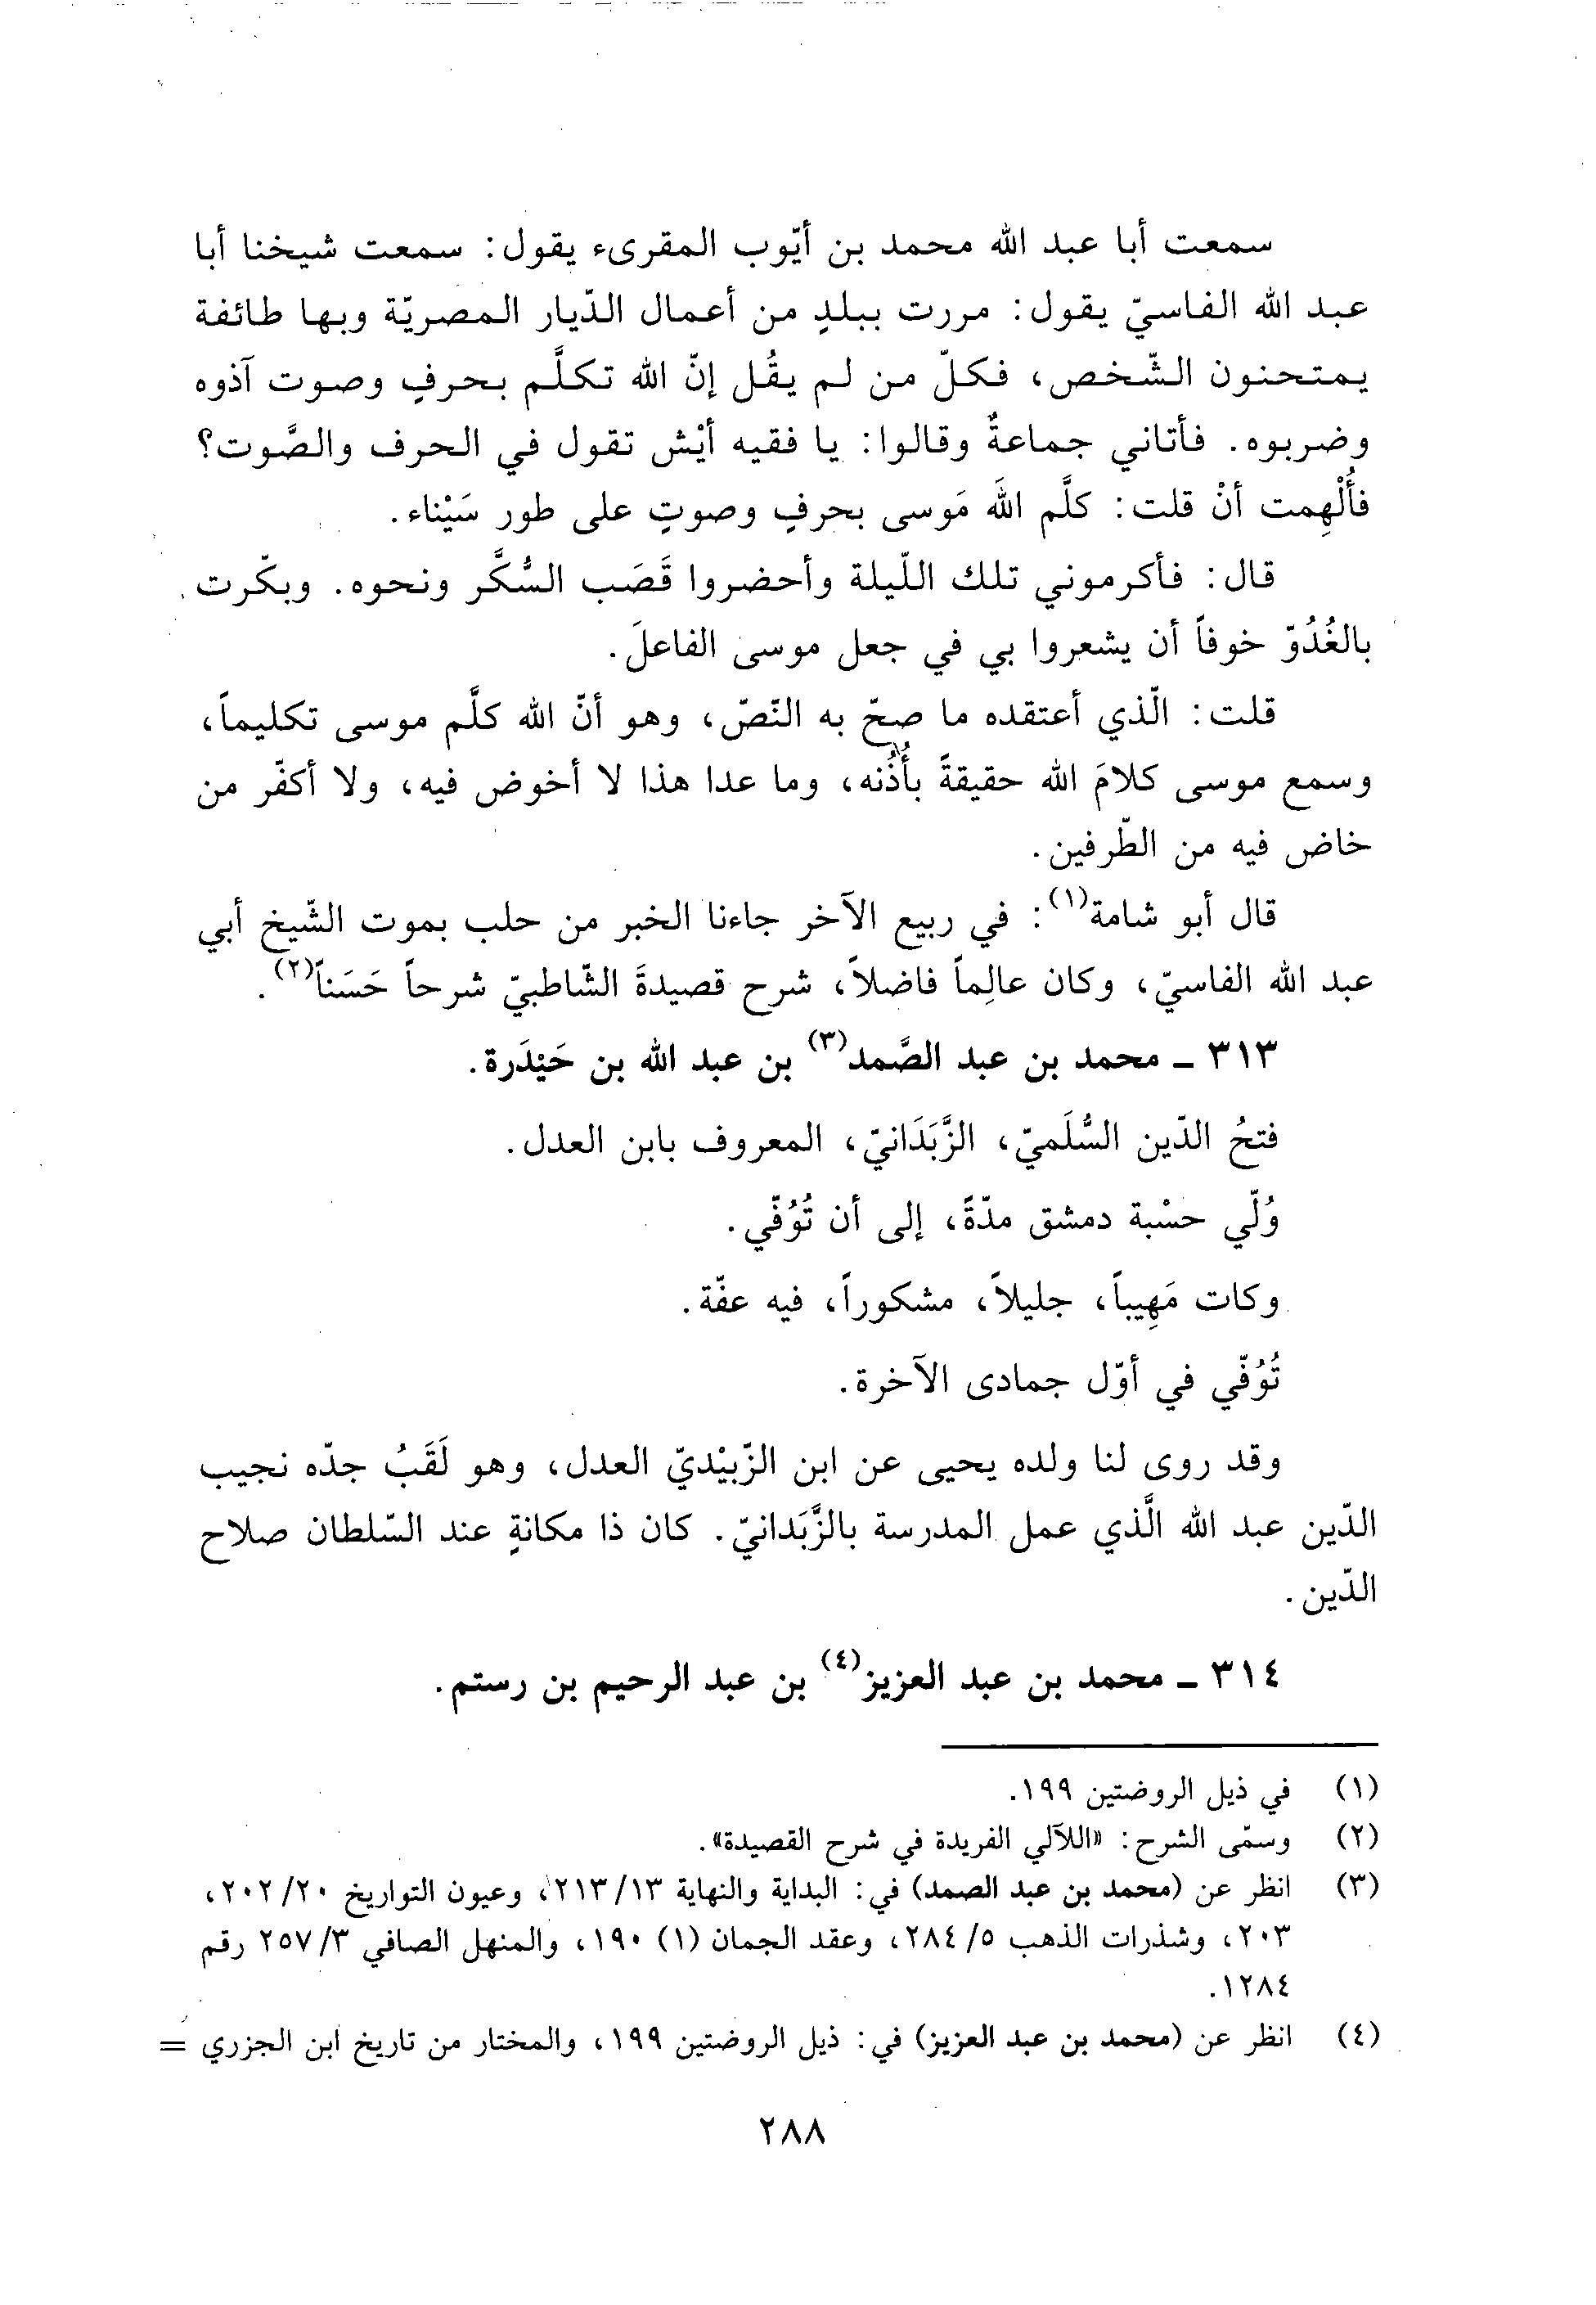 سمعت أبا عبد الله محمد بن أيّوب المقرىء يقول: سمعت شيخنا أبا
عبد الله الفاسيّ يقول: مررت ببلدٍ من أعمال الدّيار المصريّة وبها طائفة
يمتحنون الشّخص، فكلّ من لم يقُل إنّ الله تكلَّم بحرفٍ وصوت آذوه
وضربوه. فأتاني جماعةٌ وقالوا: يا فقيه أيْش تقول في الحرف والصَّوت؟
فأُلْهِمت أنْ قلت: كلَّم اللهَ مَوسى بحرفٍ وصوتٍ على طور سَيْناء.
قال: فأكرموني تلك اللّيلة وأحضروا قَصَب السُّكَّر ونحوه. وبكّرت
بالغُدُوّ خوفاً أن يشعروا بي في جعل موسى الفاعلَ.
قلت: الّذي أعتقده ما صحّ به النّصّ، وهو أنّ الله كلَّم موسى تكليماً،
وسمع موسى كلامَ الله حقيقةً بأُذُنه، وما عدا هذا لا أخوض فيه، ولا أكفّر من
خاض فيه من الطّرفين.
قال أبو شامة(١): في ربيع الآخر جاءنا الخبر من حلب بموت الشّيخ أبي
عبد الله الفاسيّ، وكان عالِماً فاضلاً، شرح قصيدةَ الشّاطبيّ شرحاً حَسَناً(٢).
٣١٣ ـ محمد بن عبد الصَّمد(٣) بن عبد الله بن حَيْدَرة.
فتحُ الدّين السُّلَميّ، الزَّبَدَانيّ، المعروف بابن العدل.
وُلّي حسْبة دمشق مدّةً، إلى أن تُوُفّي.
وكات مَهِيباً، جليلاً، مشكوراً، فيه عفّة.
تُوُفّي في أوّل جمادى الآخرة.
وقد روى لنا ولده يحيى عن ابن الزّبيْديّ العدل، وهو لَقَبُ جدّه نجيب
الدّين عبد الله الَّذي عمل المدرسة بالزَّبَدانيّ. كان ذا مكانةٍ عند السّلطان صلاح
الدّين.
٣١٤ ـ محمد بن عبد العزيز(٤) بن عبد الرحيم بن رستم.
(١) في ذيل الروضتين ١٩٩.
(٢) وسمّى الشرح: «اللآلي الفريدة في شرح القصيدة».
(٣) انظر عن (محمد بن عبد الصمد) في: البداية والنهاية ٢١٣/١٣، وعيون التواريخ ٢٠٢/٢٠،
٢٠٣، وشذرات الذهب ٢٨٤/٥، وعقد الجمان (١) ١٩٠، والمنهل الصافي ٢٥٧/٣ رقم
١٢٨٤.
(٤) انظر عن (محمد بن عبد العزيز) في: ذيل الروضتين ١٩٩، والمختار من تاريخ ابن الجزري =
٢٨٨